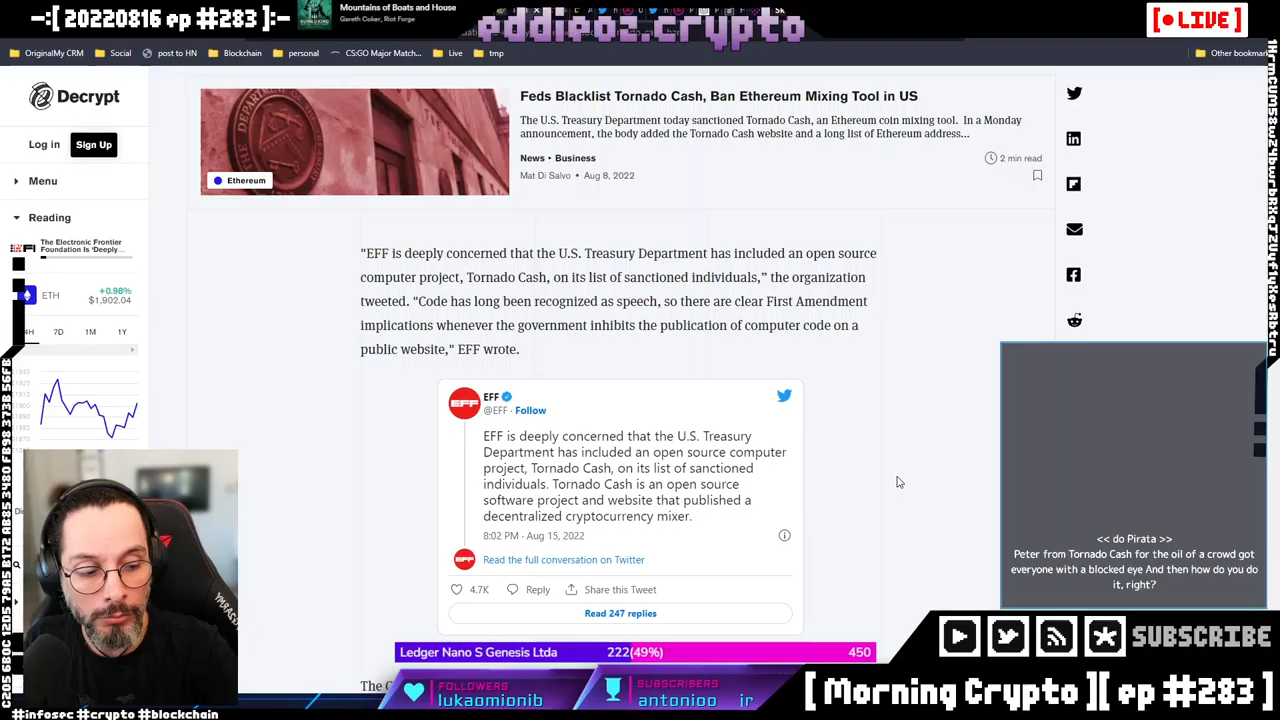 -:[ 20220816 ep #283 ]:-
Mountains of Boats and House
Gareth Coker, Riot Forge
eddieoz.crypto
[ • LIVE ]
OriginalMy CRM
Social
post to HN
Blockchain
personal
CS:GO Major Match...
Live
tmp
Other bookmar
Decrypt
Log in
Sign Up
Menu
Reading
The Electronic Frontier
Foundation Is 'Deeply...
ETH
+0.98%
$1,902.04
7D
1M
1Y
Ethereum
Feds Blacklist Tornado Cash, Ban Ethereum Mixing Tool in US
The U.S. Treasury Department today sanctioned Tornado Cash, an Ethereum coin mixing tool. In a Monday
announcement, the body added the Tornado Cash website and a long list of Ethereum address...
News • Business
2 min read
Mat Di Salvo • Aug 8, 2022
"EFF is deeply concerned that the U.S. Treasury Department has included an open source
computer project, Tornado Cash, on its list of sanctioned individuals,” the organization
tweeted. "Code has long been recognized as speech, so there are clear First Amendment
implications whenever the government inhibits the publication of computer code on a
public website," EFF wrote.
EFF
@EFF · Follow
EFF is deeply concerned that the U.S. Treasury
Department has included an open source computer
project, Tornado Cash, on its list of sanctioned
individuals. Tornado Cash is an open source
software project and website that published a
decentralized cryptocurrency mixer.
8:02 PM · Aug 15, 2022
Read the full conversation on Twitter
4.7K
Reply
Share this Tweet
Read 247 replies
<< do Pirata >>
Peter from Tornado Cash for the oil of a crowd got
everyone with a blocked eye And then how do you do
it, right?
Ledger Nano S Genesis Ltda
222(49%)
450
SUBSCRIBE
FOLLOWERS
lukaomionib
SUBSCRIBERS
antonioo_jr
[ Morning Crypto ][ ep #283 ]
#infosec #crypto #blockchain